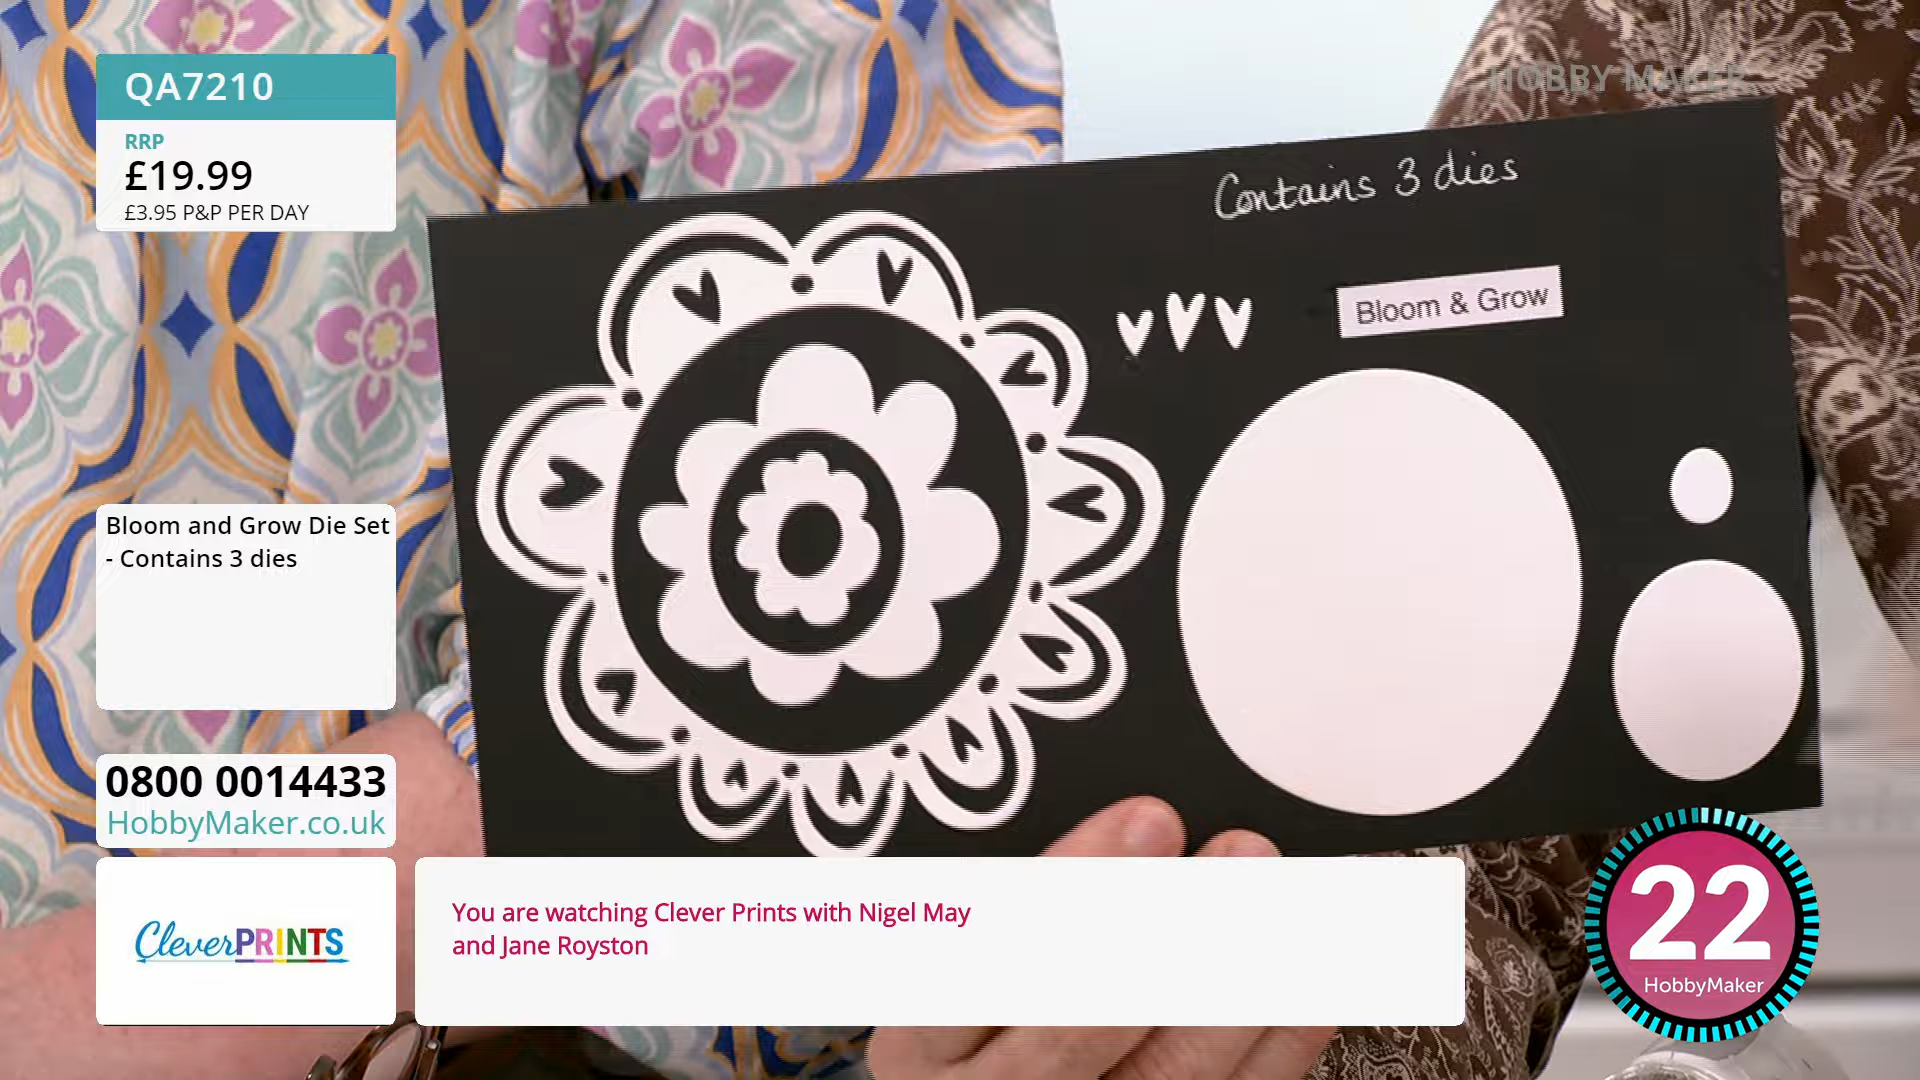 QA7210
RRP
£19.99
£3.95 P&P PER DAY
HOBBY MAKER
Contains 3 dies
Bloom & Grow
Bloom and Grow Die Set
- Contains 3 dies
0800 0014433
HobbyMaker.co.uk
CleverPRINTS
You are watching Clever Prints with Nigel May
and Jane Royston
22
HobbyMaker